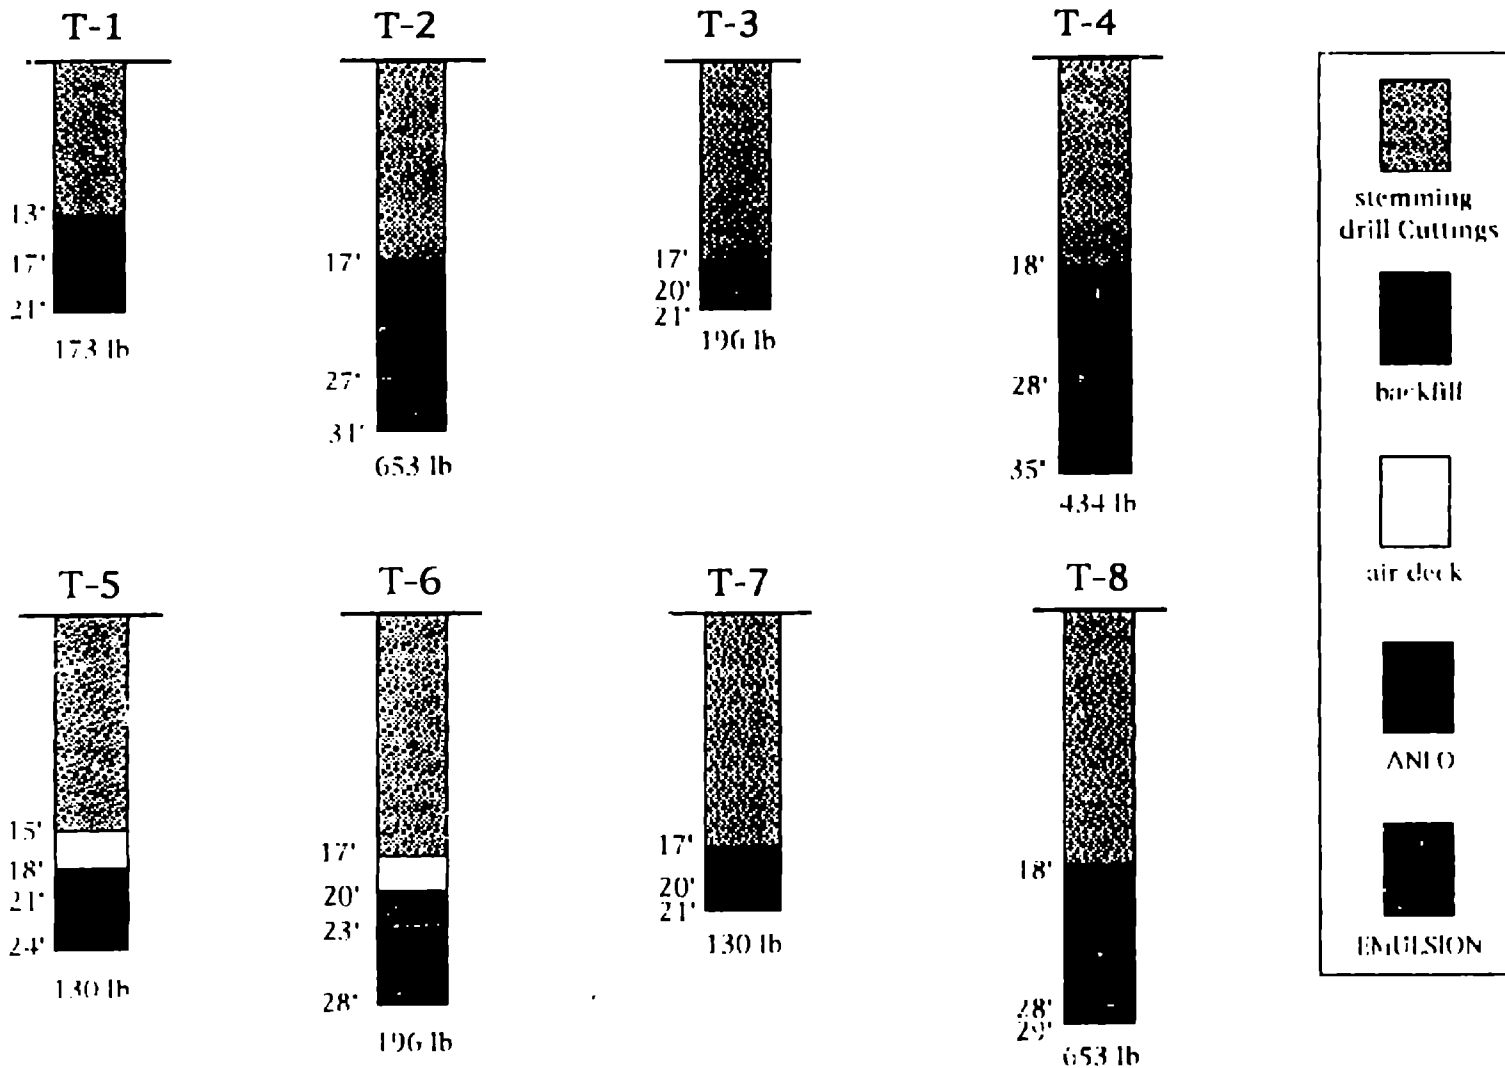 T-1
T-2
T-3
T-4
13'
17'
21'
173 lb
17'
27'
31'
653 lb
17'
20'
21'
196 lb
18'
28'
35'
434 lb
T-5
T-6
T-7
T-8
15'
18'
21'
24'
130 lb
17'
20'
23'
28'
196 lb
17'
20'
21'
130 lb
18'
28'
29'
653 lb
stemming
drill Cuttings
backfill
air deck
ANFO
EMULSION